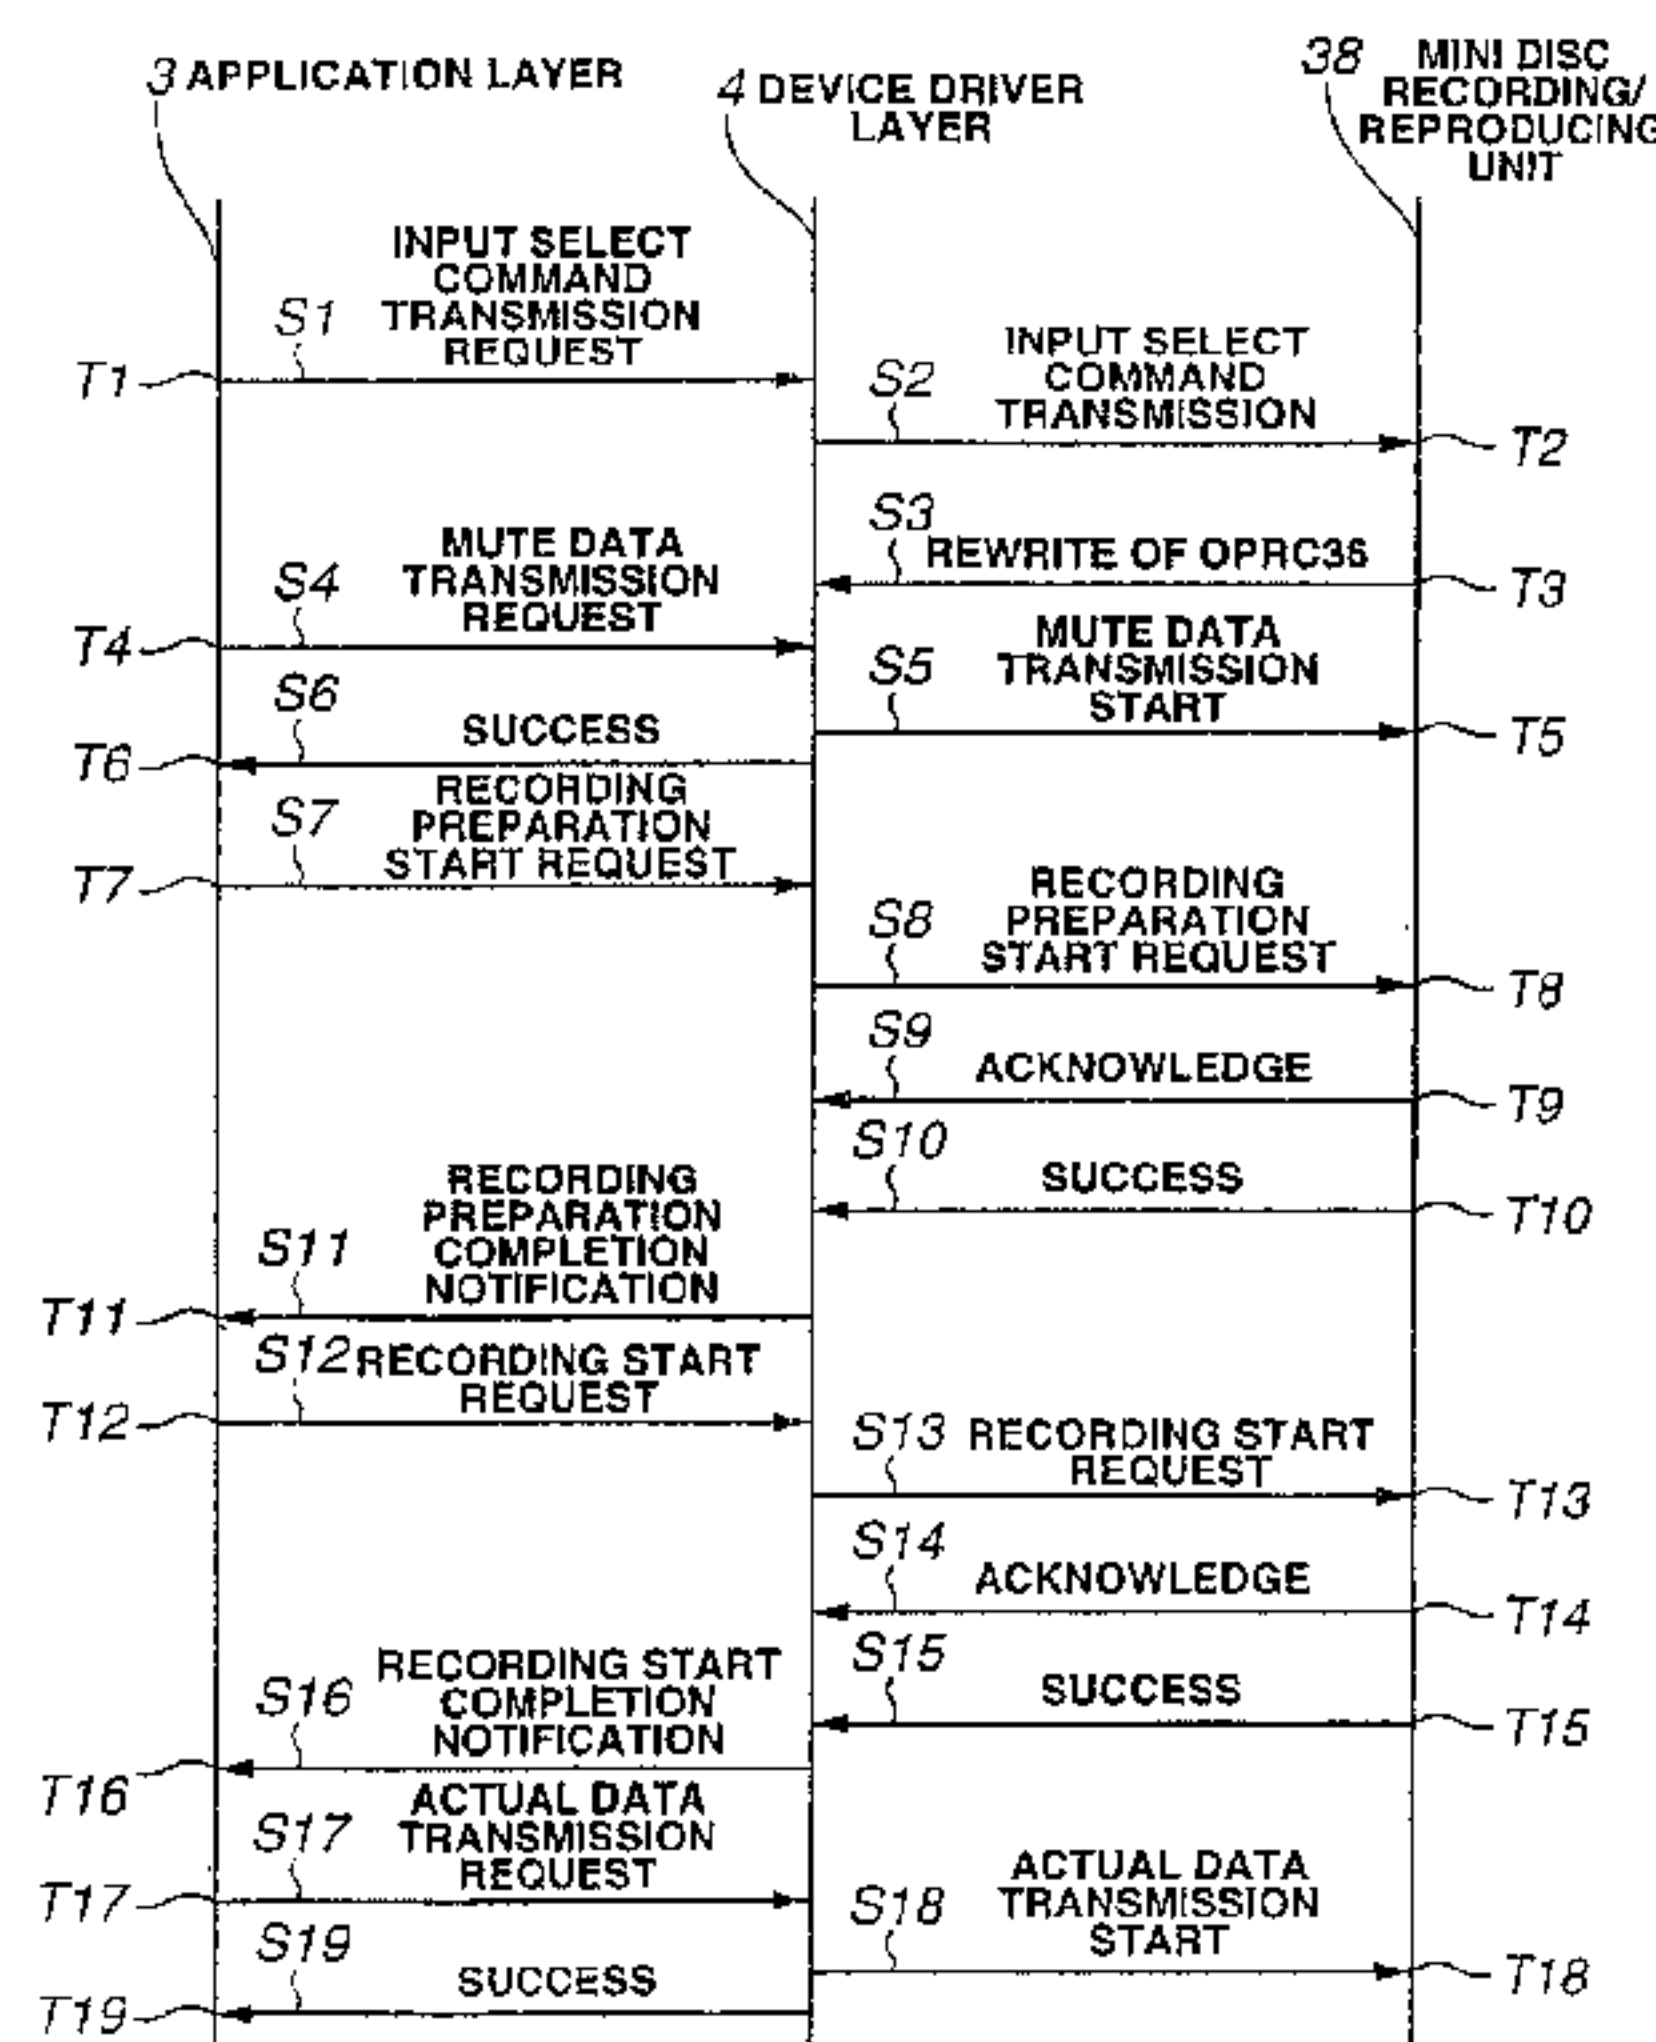 3 APPLICATION LAYER
4 DEVICE DRIVER
LAYER
38 MINI DISC
RECORDING/
REPRODUCING
UNIT
INPUT SELECT
COMMAND
TRANSMISSION
REQUEST
S1
T1
INPUT SELECT
COMMAND
TRANSMISSION
S2
T2
S3
REWRITE OF OPRC36
T3
MUTE DATA
TRANSMISSION
REQUEST
S4
T4
MUTE DATA
TRANSMISSION
START
S5
T5
S6
SUCCESS
T6
RECORDING
PREPARATION
START REQUEST
S7
T7
RECORDING
PREPARATION
START REQUEST
S8
T8
S9
ACKNOWLEDGE
T9
S10
SUCCESS
T10
RECORDING
PREPARATION
COMPLETION
NOTIFICATION
S11
T11
S12 RECORDING START
REQUEST
T12
S13 RECORDING START
REQUEST
T13
S14
ACKNOWLEDGE
T14
S15
SUCCESS
T15
RECORDING START
COMPLETION
NOTIFICATION
S16
T16
ACTUAL DATA
TRANSMISSION
REQUEST
S17
T17
ACTUAL DATA
TRANSMISSION
START
S18
T18
S19
SUCCESS
T19